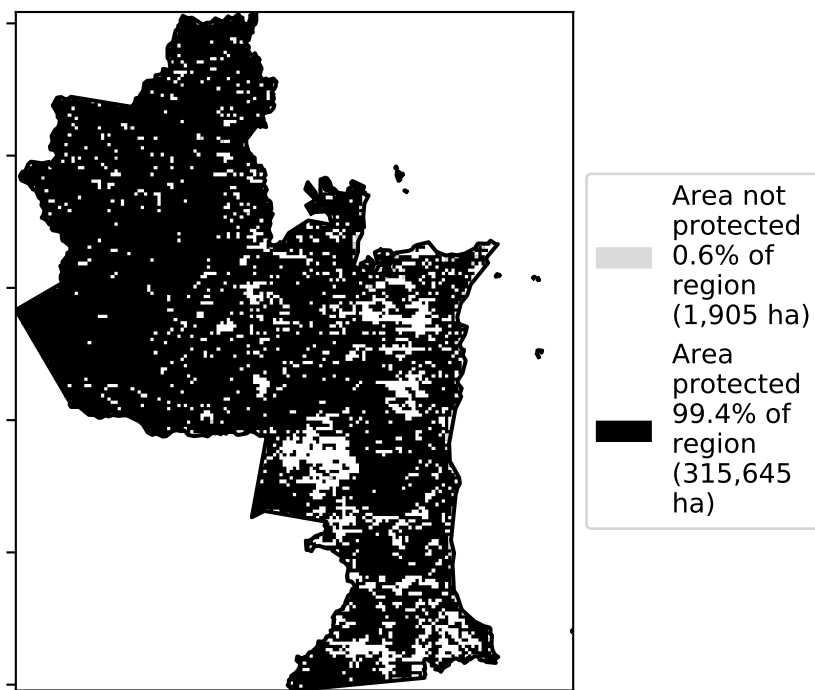 Area not
protected
0.6% of
region
(1,905 ha)
Area
protected
99.4% of
region
(315,645
ha)